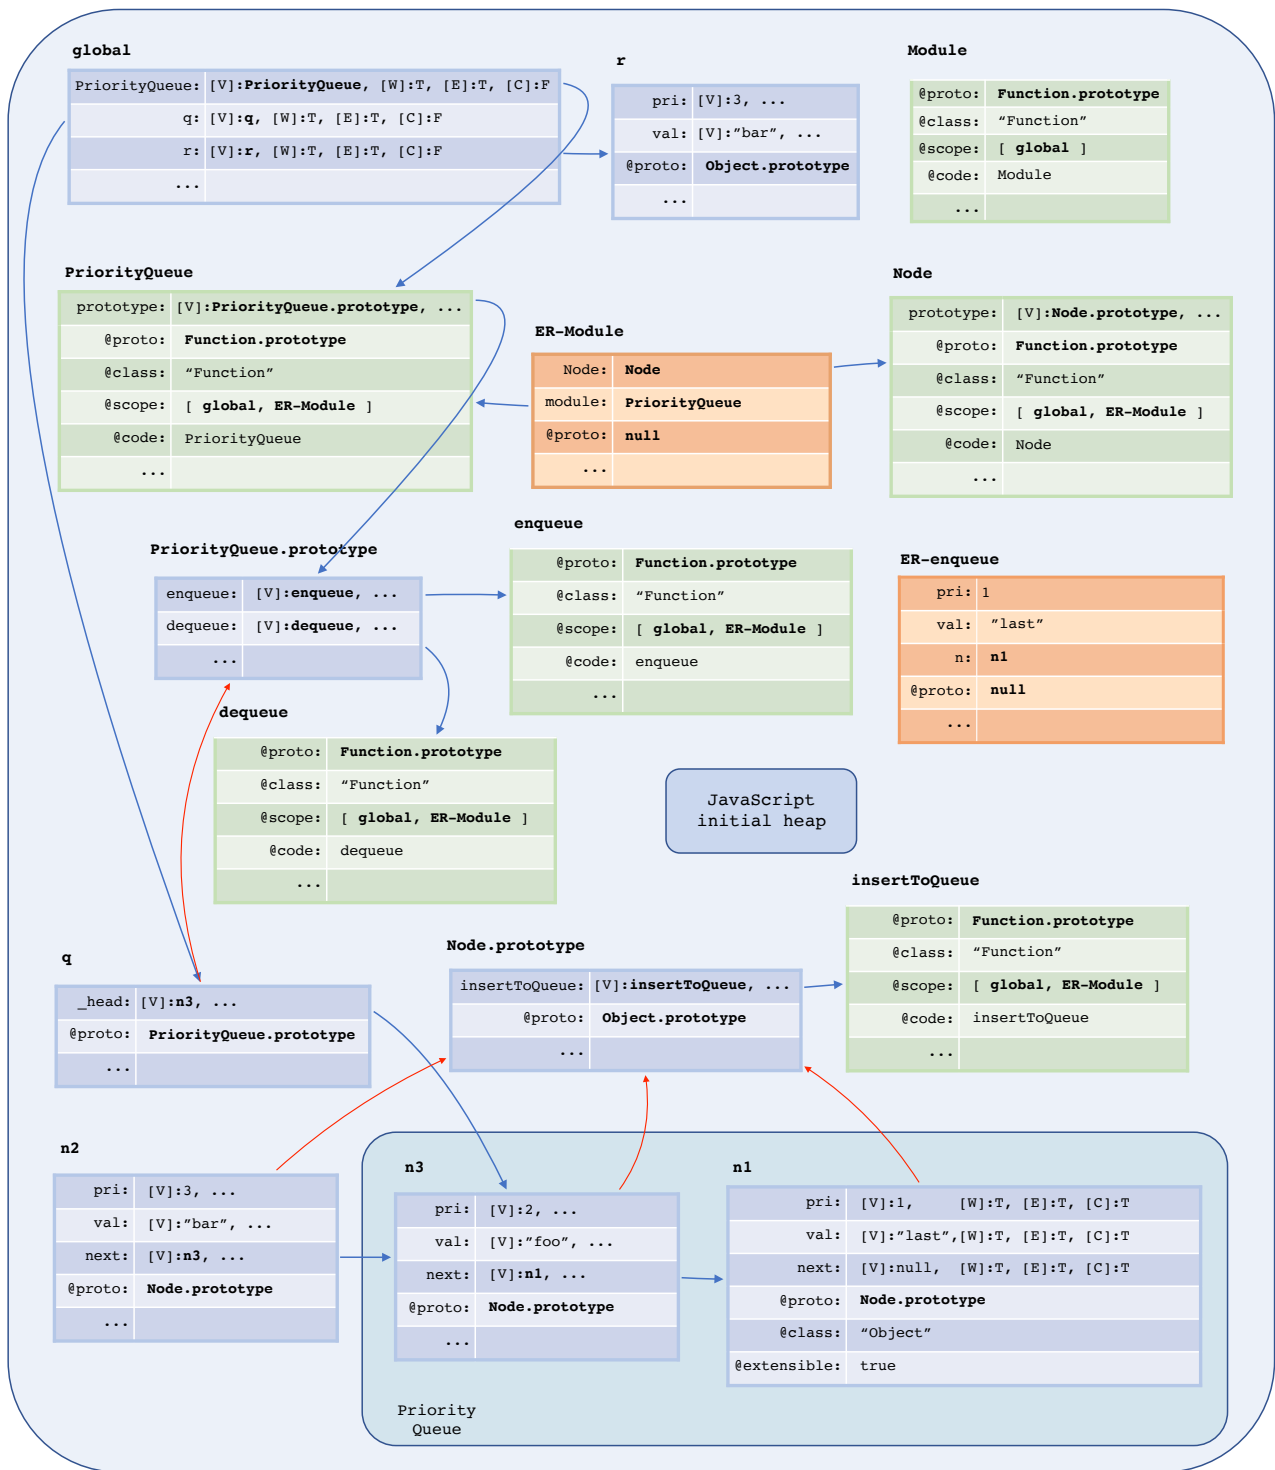 global
PriorityQueue: [V]:PriorityQueue, [W]:T, [E]:T, [C]:F
q: [V]:q, [W]:T, [E]:T, [C]:F
r: [V]:r, [W]:T, [E]:T, [C]:F
...
r
pri: [V]:3, ...
val: [V]:”bar”, ...
@proto: Object.prototype
...
Module
@proto: Function.prototype
@class: “Function”
@scope: [ global ]
@code: Module
...
PriorityQueue
prototype: [V]:PriorityQueue.prototype, ...
@proto: Function.prototype
@class: “Function”
@scope: [ global, ER-Module ]
@code: PriorityQueue
...
ER-Module
Node: Node
module: PriorityQueue
@proto: null
...
Node
prototype: [V]:Node.prototype, ...
@proto: Function.prototype
@class: “Function”
@scope: [ global, ER-Module ]
@code: Node
...
PriorityQueue.prototype
enqueue: [V]:enqueue, ...
dequeue: [V]:dequeue, ...
...
enqueue
@proto: Function.prototype
@class: “Function”
@scope: [ global, ER-Module ]
@code: enqueue
...
ER-enqueue
pri: 1
val: ”last”
n: n1
@proto: null
...
dequeue
@proto: Function.prototype
@class: “Function”
@scope: [ global, ER-Module ]
@code: dequeue
...
JavaScript
initial heap
insertToQueue
@proto: Function.prototype
@class: “Function”
@scope: [ global, ER-Module ]
@code: insertToQueue
...
q
_head: [V]:n3, ...
@proto: PriorityQueue.prototype
...
Node.prototype
insertToQueue: [V]:insertToQueue, ...
@proto: Object.prototype
...
n2
pri: [V]:3, ...
val: [V]:”bar”, ...
next: [V]:n3, ...
@proto: Node.prototype
...
n3
pri: [V]:2, ...
val: [V]:”foo”, ...
next: [V]:n1, ...
@proto: Node.prototype
...
n1
pri: [V]:1, [W]:T, [E]:T, [C]:T
val: [V]:”last”,[W]:T, [E]:T, [C]:T
next: [V]:null, [W]:T, [E]:T, [C]:T
@proto: Node.prototype
@class: “Object”
@extensible: true
Priority
Queue